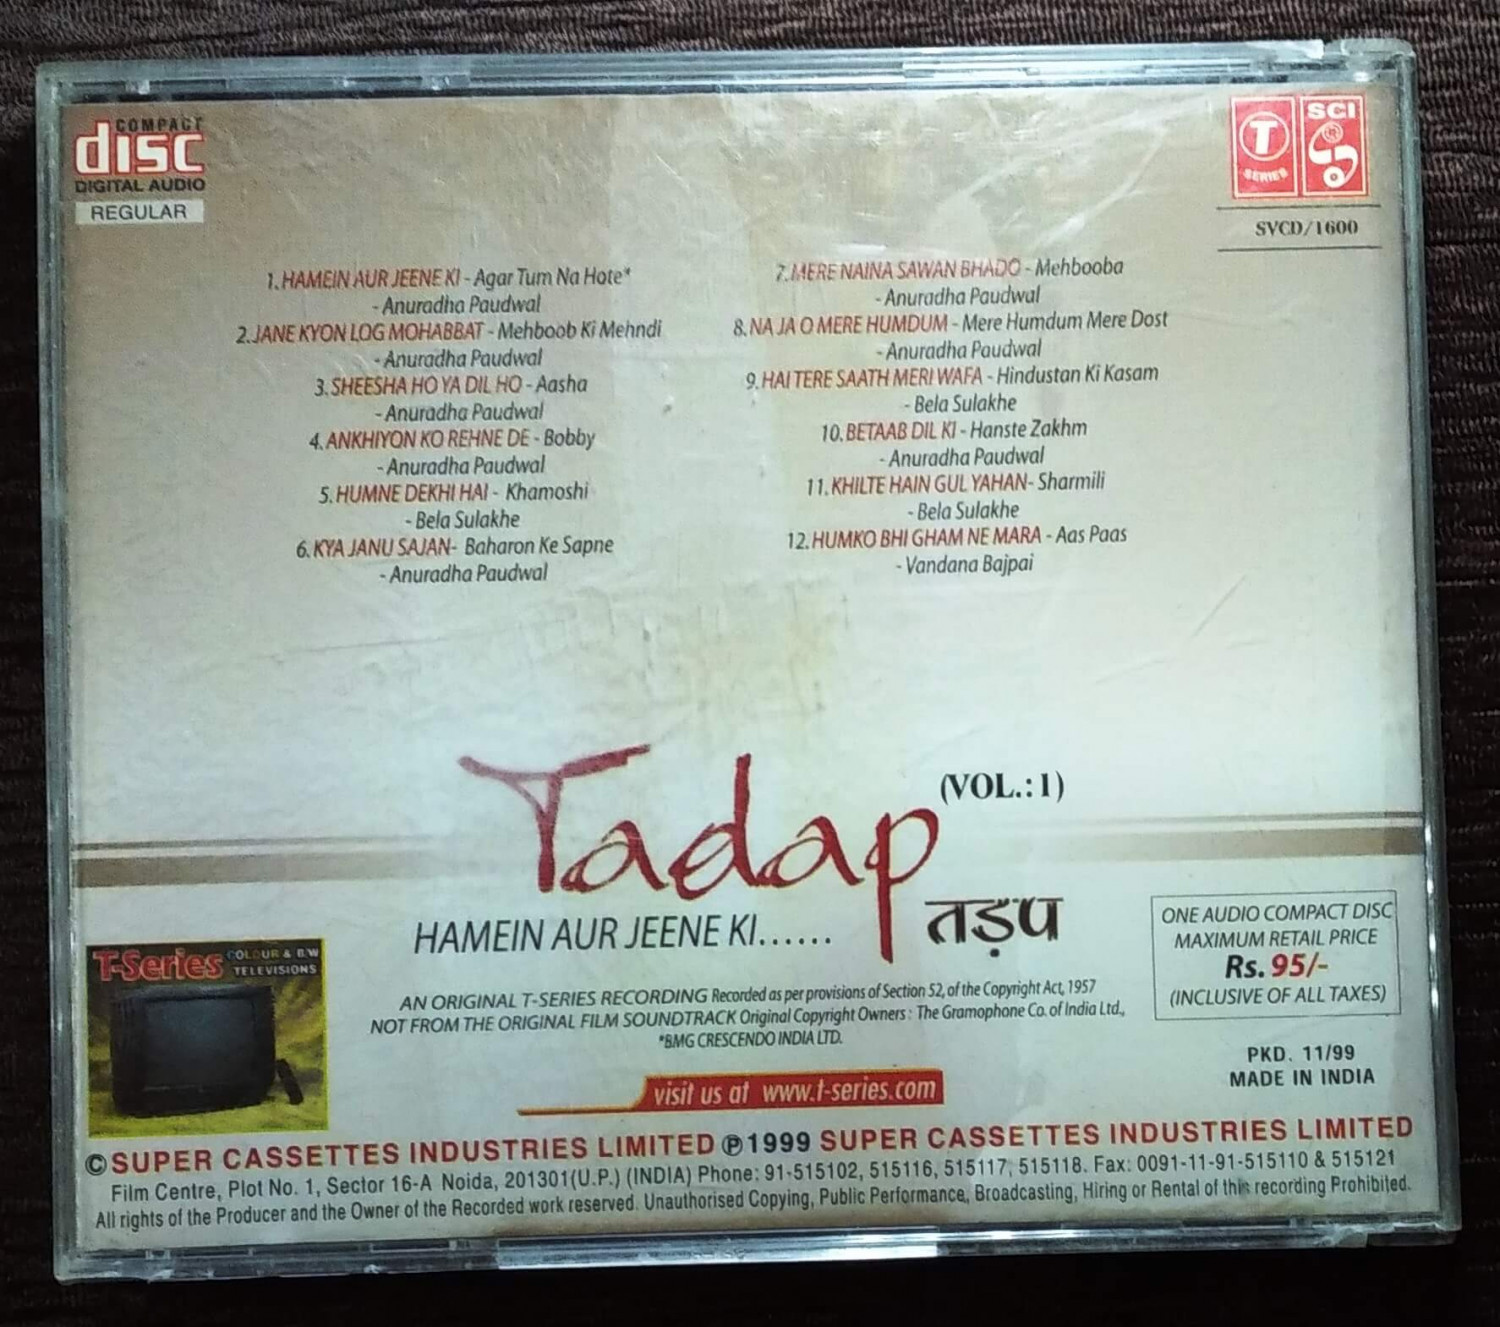 COMPACT
disc
DIGITAL AUDIO
REGULAR
T
SERIES
SCI
SVCD/1600
1. HAMEIN AUR JEENE KI - Agar Tum Na Hote*
- Anuradha Paudwal
2. JANE KYON LOG MOHABBAT - Mehboob Ki Mehndi
- Anuradha Paudwal
3. SHEESHA HO YA DIL HO - Aasha
- Anuradha Paudwal
4. ANKHIYON KO REHNE DE - Bobby
- Anuradha Paudwal
5. HUMNE DEKHI HAI - Khamoshi
- Bela Sulakhe
6. KYA JANU SAJAN- Baharon Ke Sapne
- Anuradha Paudwal
7. MERE NAINA SAWAN BHADO - Mehbooba
- Anuradha Paudwal
8. NA JA O MERE HUMDUM - Mere Humdum Mere Dost
- Anuradha Paudwal
9. HAI TERE SAATH MERI WAFA - Hindustan Ki Kasam
- Bela Sulakhe
10. BETAAB DIL KI - Hanste Zakhm
- Anuradha Paudwal
11. KHILTE HAIN GUL YAHAN- Sharmili
- Bela Sulakhe
12. HUMKO BHI GHAM NE MARA - Aas Paas
- Vandana Bajpai
Tadap (VOL.:1)
तड़प
HAMEIN AUR JEENE KI......
T-Series COLOUR & B/W
TELEVISIONS
ONE AUDIO COMPACT DISC
MAXIMUM RETAIL PRICE
Rs. 95/-
(INCLUSIVE OF ALL TAXES)
AN ORIGINAL T-SERIES RECORDING Recorded as per provisions of Section 52, of the Copyright Act, 1957
NOT FROM THE ORIGINAL FILM SOUNDTRACK Original Copyright Owners : The Gramophone Co. of India Ltd.,
*BMG CRESCENDO INDIA LTD.
PKD. 11/99
MADE IN INDIA
visit us at www.t-series.com
©SUPER CASSETTES INDUSTRIES LIMITED ℗1999 SUPER CASSETTES INDUSTRIES LIMITED
Film Centre, Plot No. 1, Sector 16-A Noida, 201301(U.P.) (INDIA) Phone: 91-515102, 515116, 515117, 515118. Fax: 0091-11-91-515110 & 515121
All rights of the Producer and the Owner of the Recorded work reserved. Unauthorised Copying, Public Performance, Broadcasting, Hiring or Rental of this recording Prohibited.